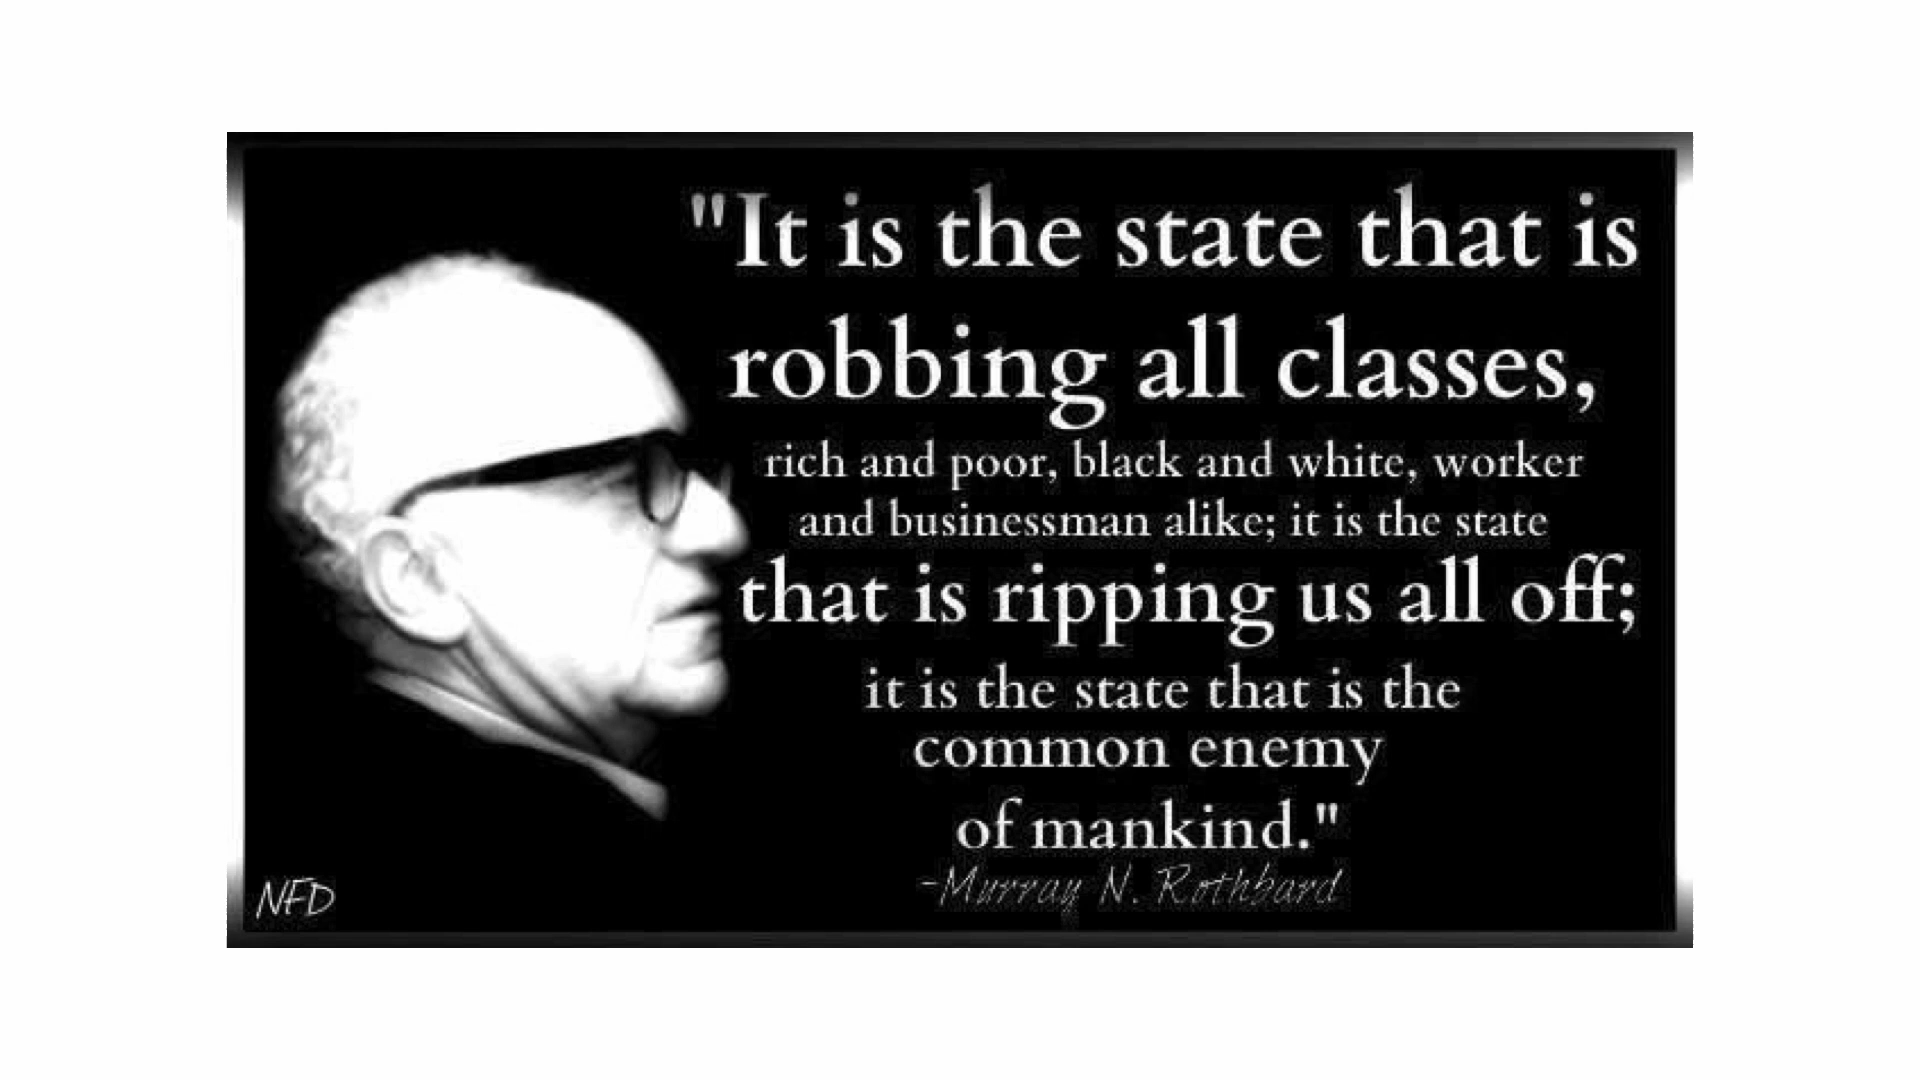 "It is the state that is
robbing all classes,
rich and poor, black and white, worker
and businessman alike; it is the state
that is ripping us all off;
it is the state that is the
common enemy
of mankind."
-Murray N. Rothbard
NFD